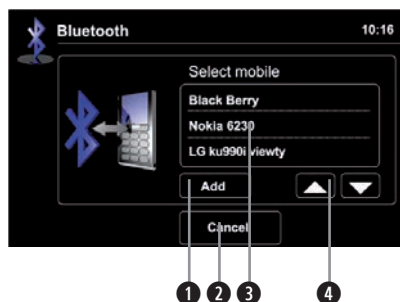 Bluetooth 10:16
Select mobile
Black Berry
Nokia 6230
LG ku990i viewty
Add
Cancel
1 2 3 4